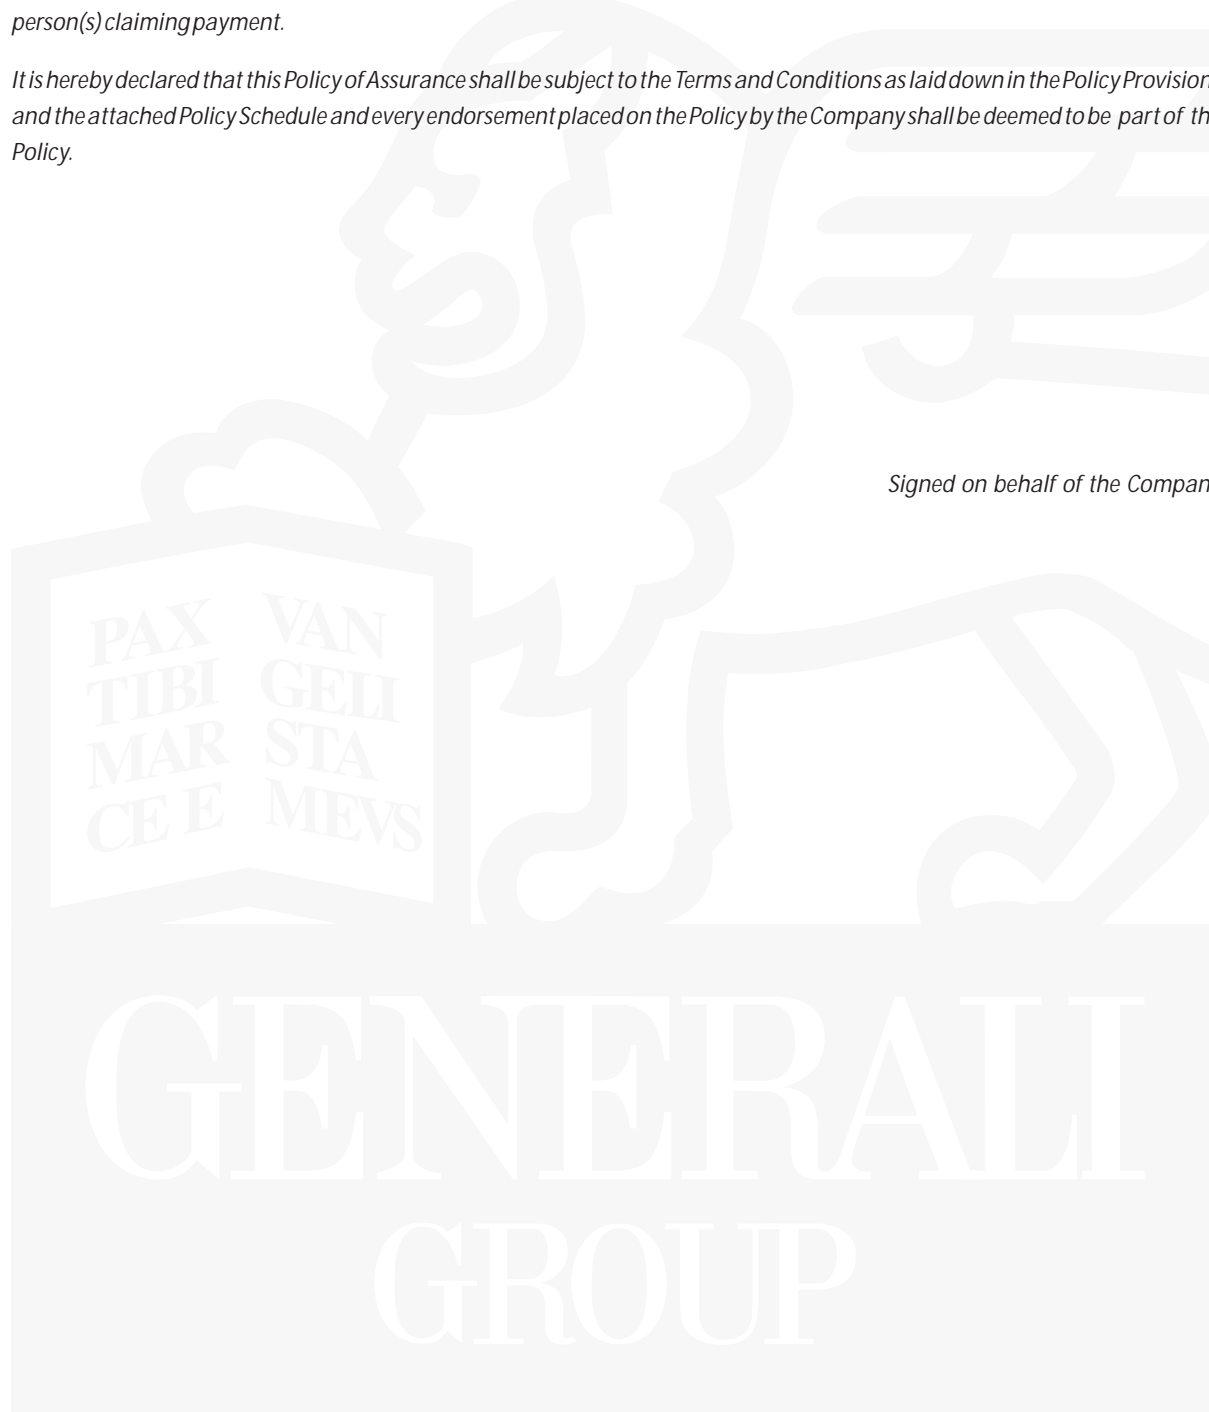 person(s) claiming payment.
It is hereby declared that this Policy of Assurance shall be subject to the Terms and Conditions as laid down in the Policy Provision
and the attached Policy Schedule and every endorsement placed on the Policy by the Company shall be deemed to be part of th
Policy.
Signed on behalf of the Compan
PAX VAN
TIBI GELI
MAR STA
CE E MEVS
GENERALI
GROUP